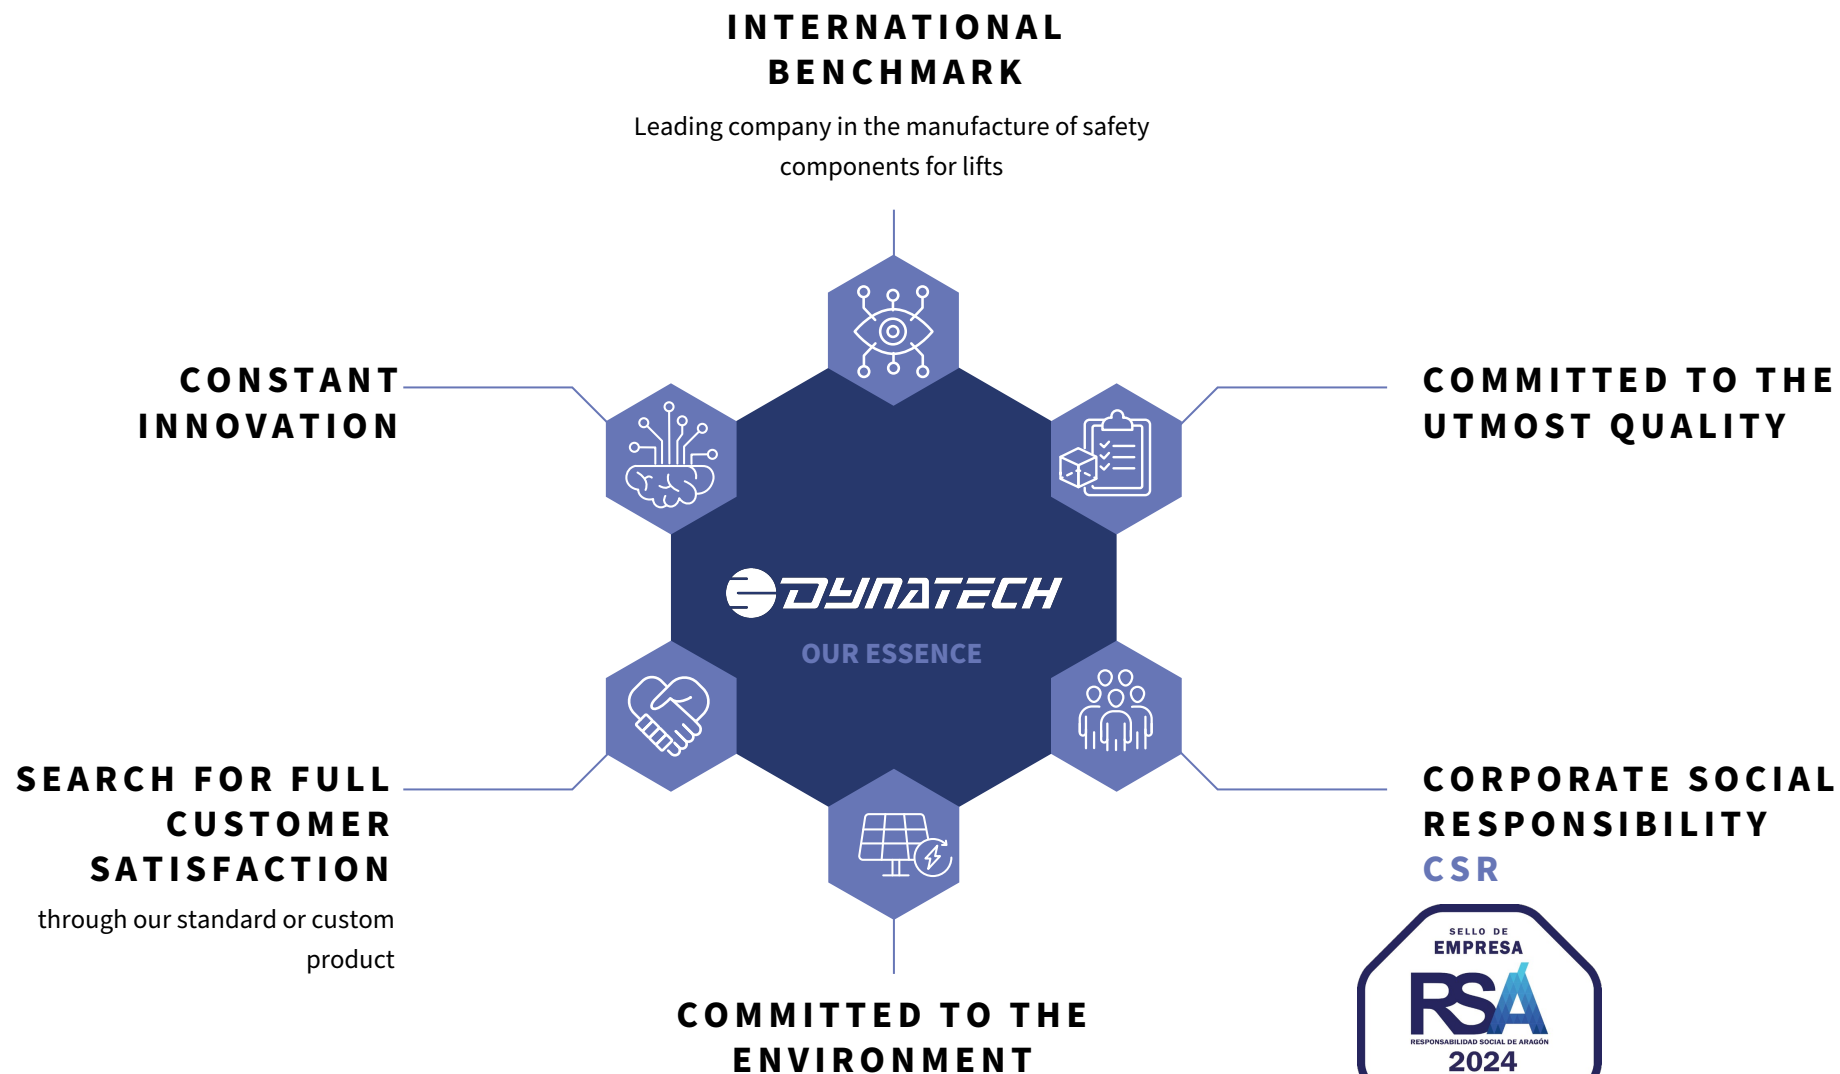 INTERNATIONAL
BENCHMARK
Leading company in the manufacture of safety
components for lifts
CONSTANT
INNOVATION
COMMITTED TO THE
UTMOST QUALITY
DYNATECH
OUR ESSENCE
SEARCH FOR FULL
CUSTOMER
SATISFACTION
through our standard or custom
product
CORPORATE SOCIAL
RESPONSIBILITY
CSR
SELLO DE
EMPRESA
RSA
RESPONSABILIDAD SOCIAL DE ARAGÓN
2024
COMMITTED TO THE
ENVIRONMENT